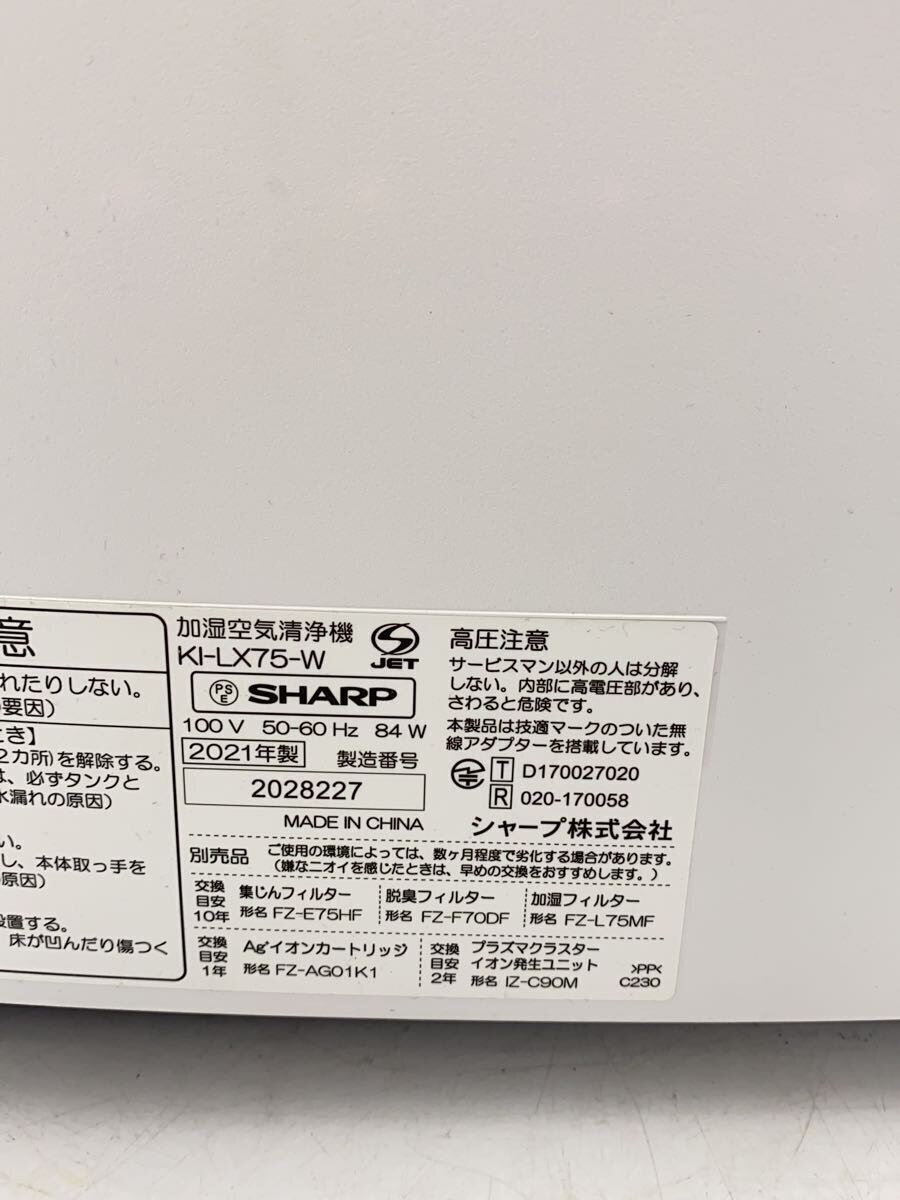 意
れたりしない。
の要因)
とき】
2カ所)を解除する。
は、必ずタンクと
水漏れの原因)
い。
し、本体取っ手を
の原因)
設置する。
床が凹んだり傷つく
加湿空気清浄機
KI-LX75-W
JET
PSE SHARP
100 V 50-60 Hz 84 W
2021年製 製造番号
2028227
MADE IN CHINA
高圧注意
サービスマン以外の人は分解
しない。内部に高電圧部があり、
さわると危険です。
本製品は技適マークのついた無
線アダプターを搭載しています。
T D170027020
R 020-170058
シャープ株式会社
別売品 ご使用の環境によっては、数ヶ月程度で劣化する場合があります。
(嫌なニオイを感じたときは、早めの交換をおすすめします。)
交換目安10年 集じんフィルター 形名 FZ-E75HF
脱臭フィルター 形名 FZ-F70DF
加湿フィルター 形名 FZ-L75MF
交換目安1年 Ag⁺イオンカートリッジ 形名 FZ-AG01K1
交換目安2年 プラズマクラスターイオン発生ユニット 形名 IZ-C90M
>PP<
C230